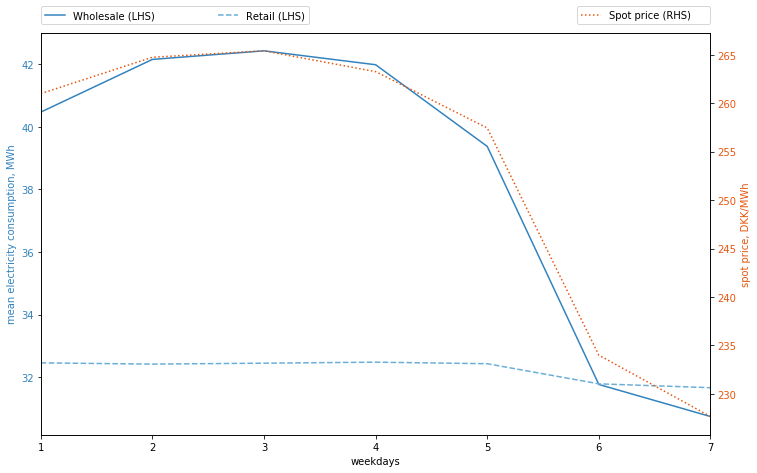 Wholesale (LHS) Retail (LHS) Spot price (RHS)
mean electricity consumption, MWh
42
40
38
36
34
32
265
260
255
250
245
240
235
230
spot price, DKK/MWh
1 2 3 4 5 6 7
weekdays